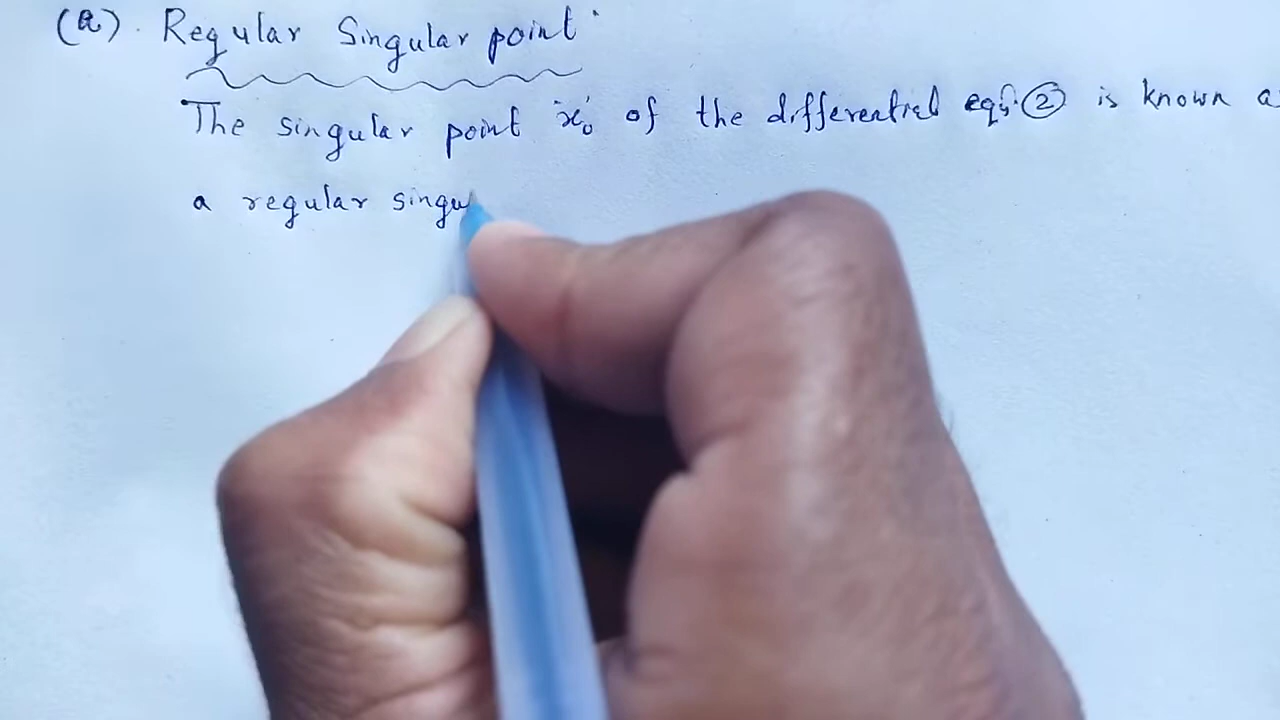 (a). Regular Singular point.
The singular point 'x₀' of the differential eqⁿ. ② is known a
a regular singu